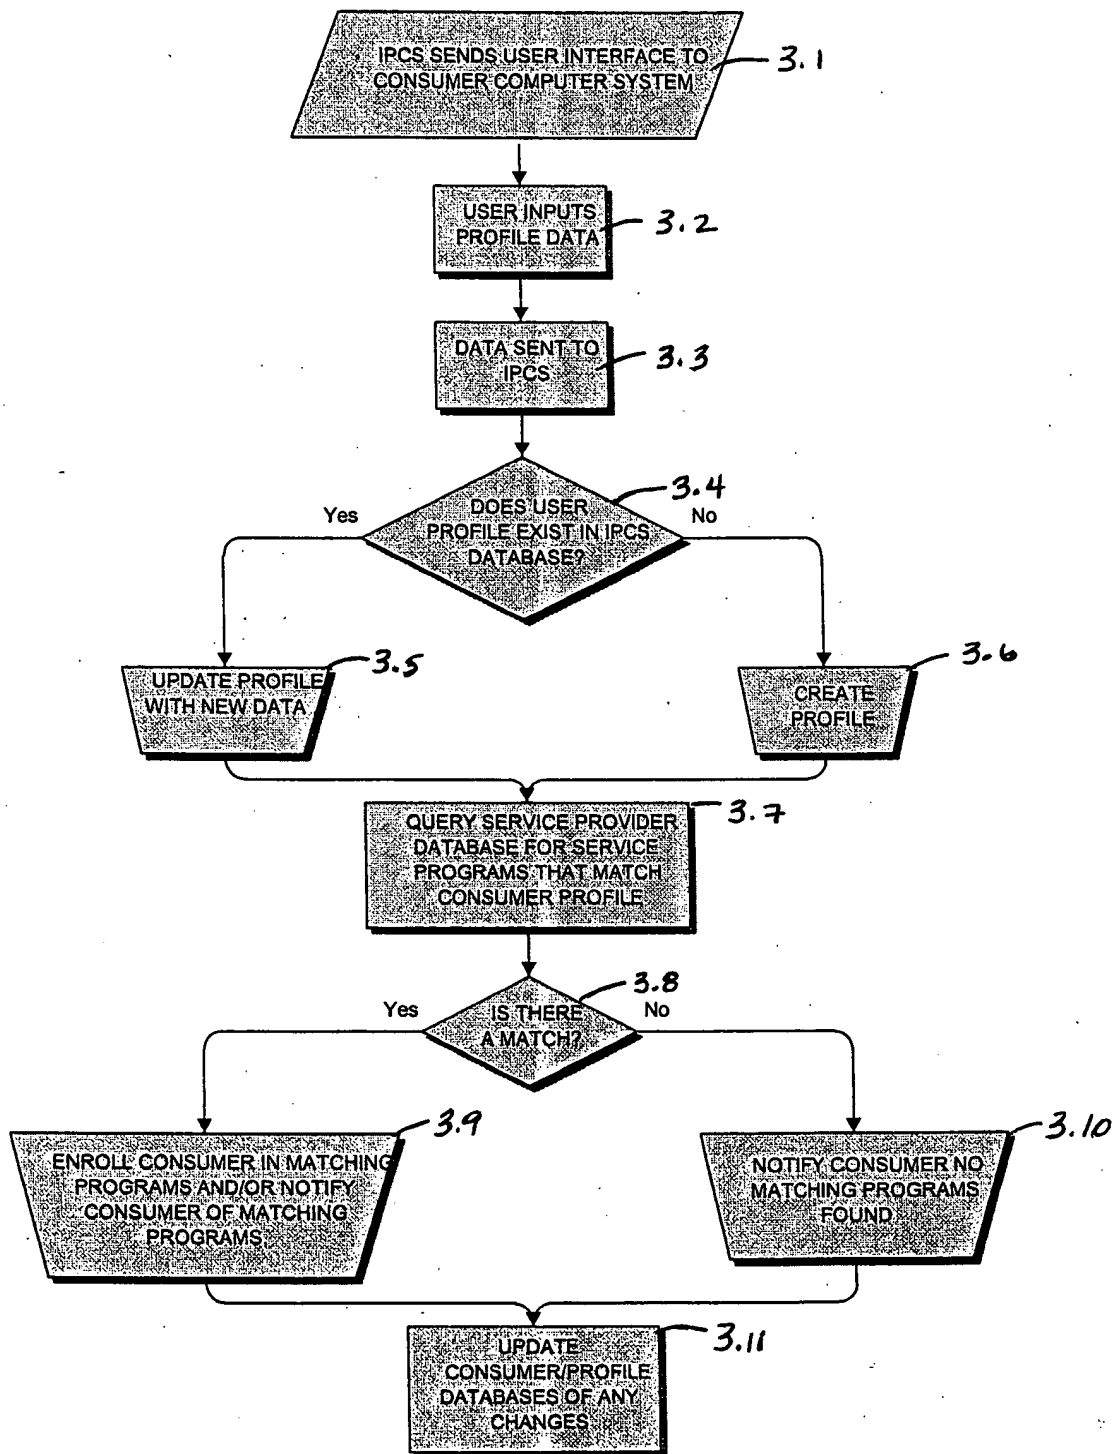 IPCS SENDS USER INTERFACE TO
CONSUMER COMPUTER SYSTEM
3.1
USER INPUTS
PROFILE DATA
3.2
DATA SENT TO
IPCS
3.3
DOES USER
PROFILE EXIST IN IPCS
DATABASE?
3.4
Yes
No
UPDATE PROFILE
WITH NEW DATA
3.5
CREATE
PROFILE
3.6
QUERY SERVICE PROVIDER
DATABASE FOR SERVICE
PROGRAMS THAT MATCH
CONSUMER PROFILE
3.7
IS THERE
A MATCH?
3.8
Yes
No
ENROLL CONSUMER IN MATCHING
PROGRAMS AND/OR NOTIFY
CONSUMER OF MATCHING
PROGRAMS
3.9
NOTIFY CONSUMER NO
MATCHING PROGRAMS
FOUND
3.10
UPDATE
CONSUMER/PROFILE
DATABASES OF ANY
CHANGES
3.11